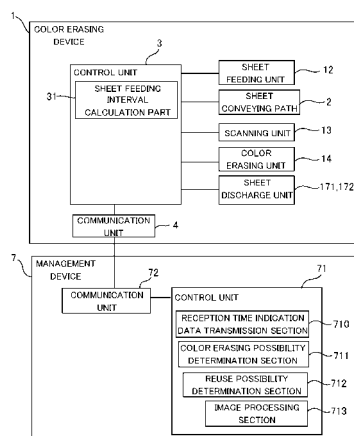 1
COLOR ERASING
DEVICE
3
CONTROL UNIT
31
SHEET FEEDING
INTERVAL
CALCULATION PART
SHEET
FEEDING UNIT
12
SHEET
CONVEYING PATH
2
SCANNING UNIT
13
COLOR
ERASING UNIT
14
SHEET
DISCHARGE UNIT
171,172
COMMUNICATION
UNIT
4
7
MANAGEMENT
DEVICE
72
COMMUNICATION
UNIT
71
CONTROL UNIT
RECEPTION TIME INDICATION
DATA TRANSMISSION SECTION
710
COLOR ERASING POSSIBILITY
DETERMINATION SECTION
711
REUSE POSSIBILITY
DETERMINATION SECTION
712
IMAGE PROCESSING
SECTION
713